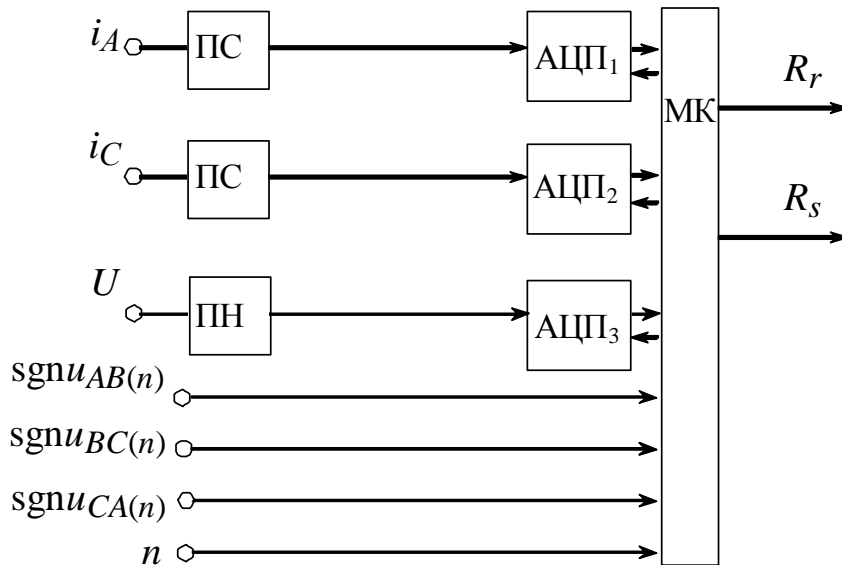 i_A ПС АЦП₁
МК
R_r
i_C ПС АЦП₂
R_s
U ПН АЦП₃
sgnu_AB(n)
sgnu_BC(n)
sgnu_CA(n)
n